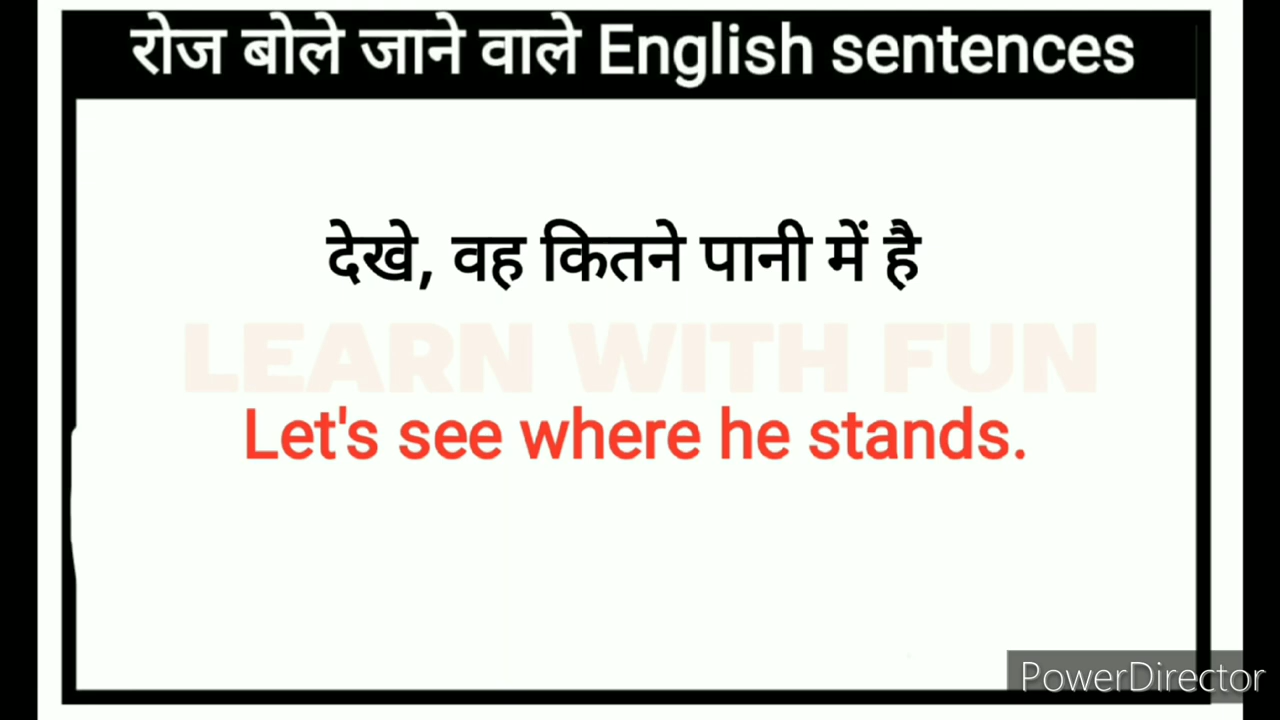 रोज बोले जाने वाले English sentences
देखे, वह कितने पानी में है
LEARN WITH FUN
Let's see where he stands.
PowerDirector